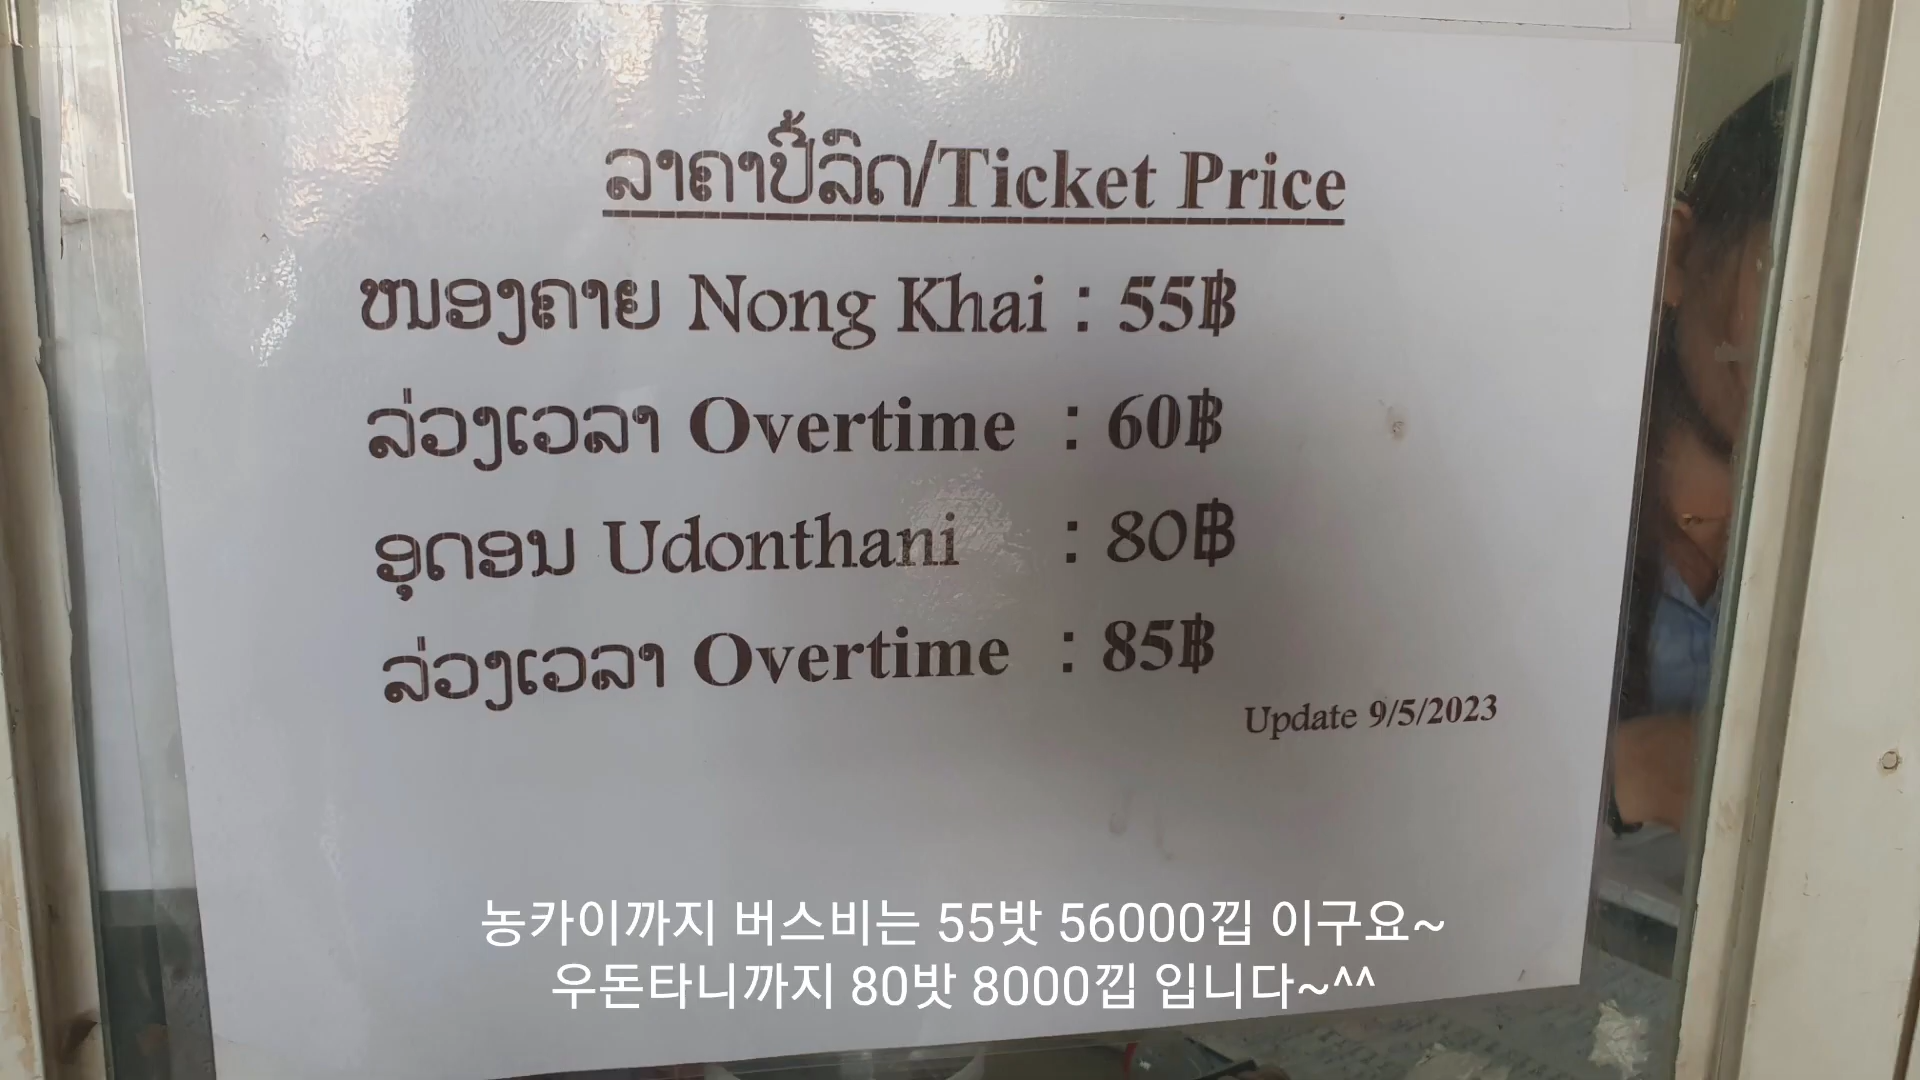 ລາຄາປີ້ລົດ/Ticket Price
ຫນອງຄາຍ Nong Khai : 55฿
ລ່ວງເວລາ Overtime : 60฿
ອຸດອນ Udonthani : 80฿
ລ່ວງເວລາ Overtime : 85฿
Update 9/5/2023
농카이까지 버스비는 55밧 56000낍 이구요~
우돈타니까지 80밧 8000낍 입니다~^^